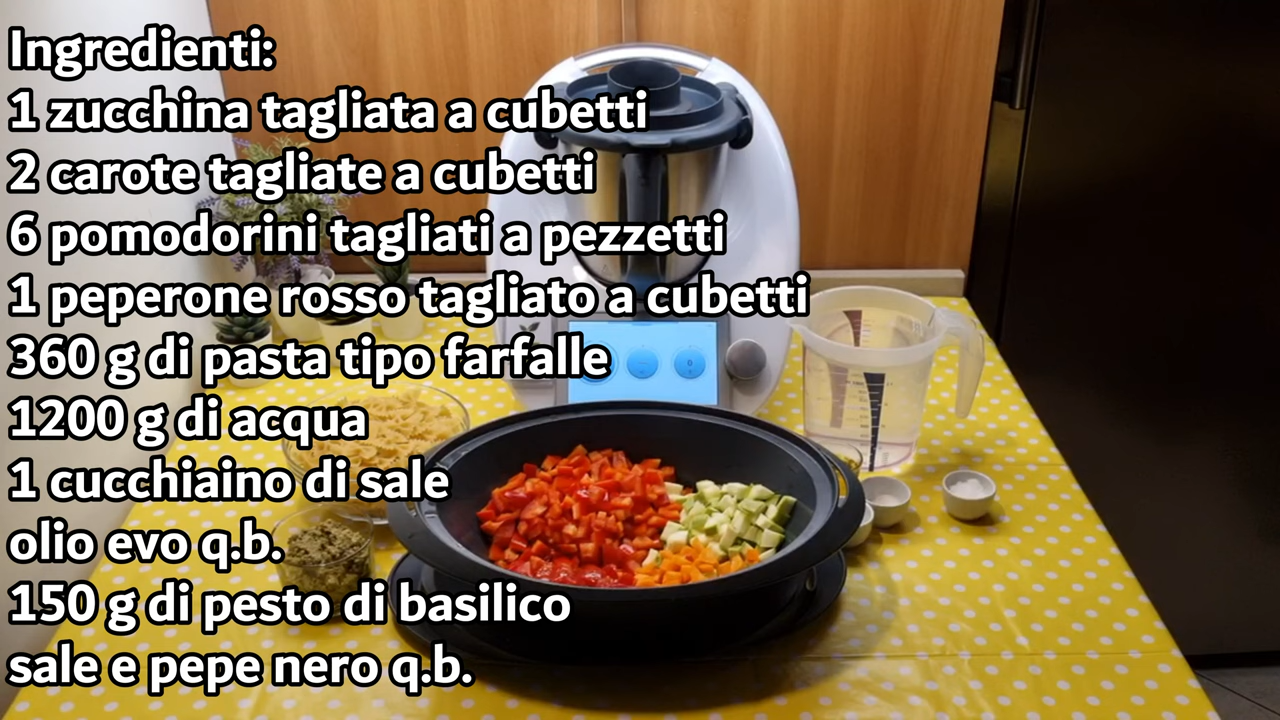 Ingredienti:
1 zucchina tagliata a cubetti
2 carote tagliate a cubetti
6 pomodorini tagliati a pezzetti
1 peperone rosso tagliato a cubetti
360 g di pasta tipo farfalle
1200 g di acqua
1 cucchiaino di sale
olio evo q.b.
150 g di pesto di basilico
sale e pepe nero q.b.